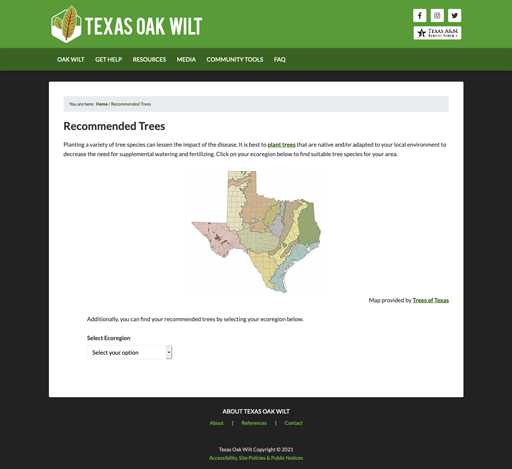 TEXAS OAK WILT
TEXAS A&M
FOREST SERVICE
OAK WILT GET HELP RESOURCES MEDIA COMMUNITY TOOLS FAQ
You are here: Home / Recommended Trees
Recommended Trees
Planting a variety of tree species can lessen the impact of the disease. It is best to plant trees that are native and/or adapted to your local environment to
decrease the need for supplemental watering and fertilizing. Click on your ecoregion below to find suitable tree species for your area.
Map provided by Trees of Texas
Additionally, you can find your recommended trees by selecting your ecoregion below.
Select Ecoregion
Select your option
ABOUT TEXAS OAK WILT
About | References | Contact
Texas Oak Wilt Copyright © 2021
Accessibility, Site Policies & Public Notices